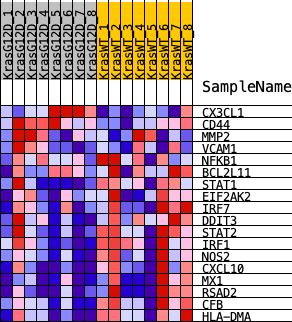 KrasG12D_1
KrasG12D_2
KrasG12D_3
KrasG12D_4
KrasG12D_5
KrasG12D_6
KrasG12D_7
KrasG12D_8
KrasWT_1
KrasWT_2
KrasWT_3
KrasWT_4
KrasWT_5
KrasWT_6
KrasWT_7
KrasWT_8
SampleName
CX3CL1
CD44
MMP2
VCAM1
NFKB1
BCL2L11
STAT1
EIF2AK2
IRF7
DDIT3
STAT2
IRF1
NOS2
CXCL10
MX1
RSAD2
CFB
HLA-DMA